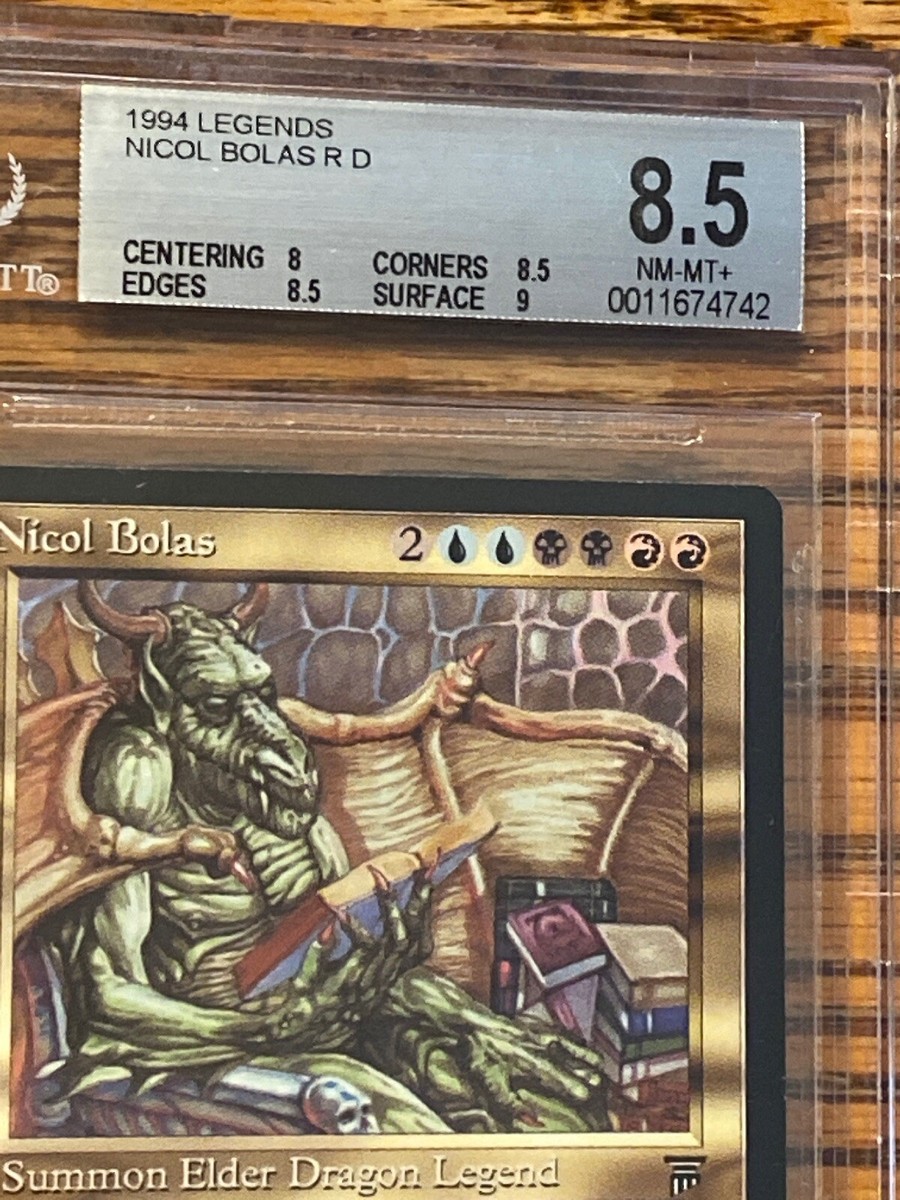 1994 LEGENDS
NICOL BOLAS R D
8.5
CENTERING 8 CORNERS 8.5
EDGES 8.5 SURFACE 9
NM-MT+
0011674742
TT®
Nicol Bolas 2
Summon Elder Dragon Legend